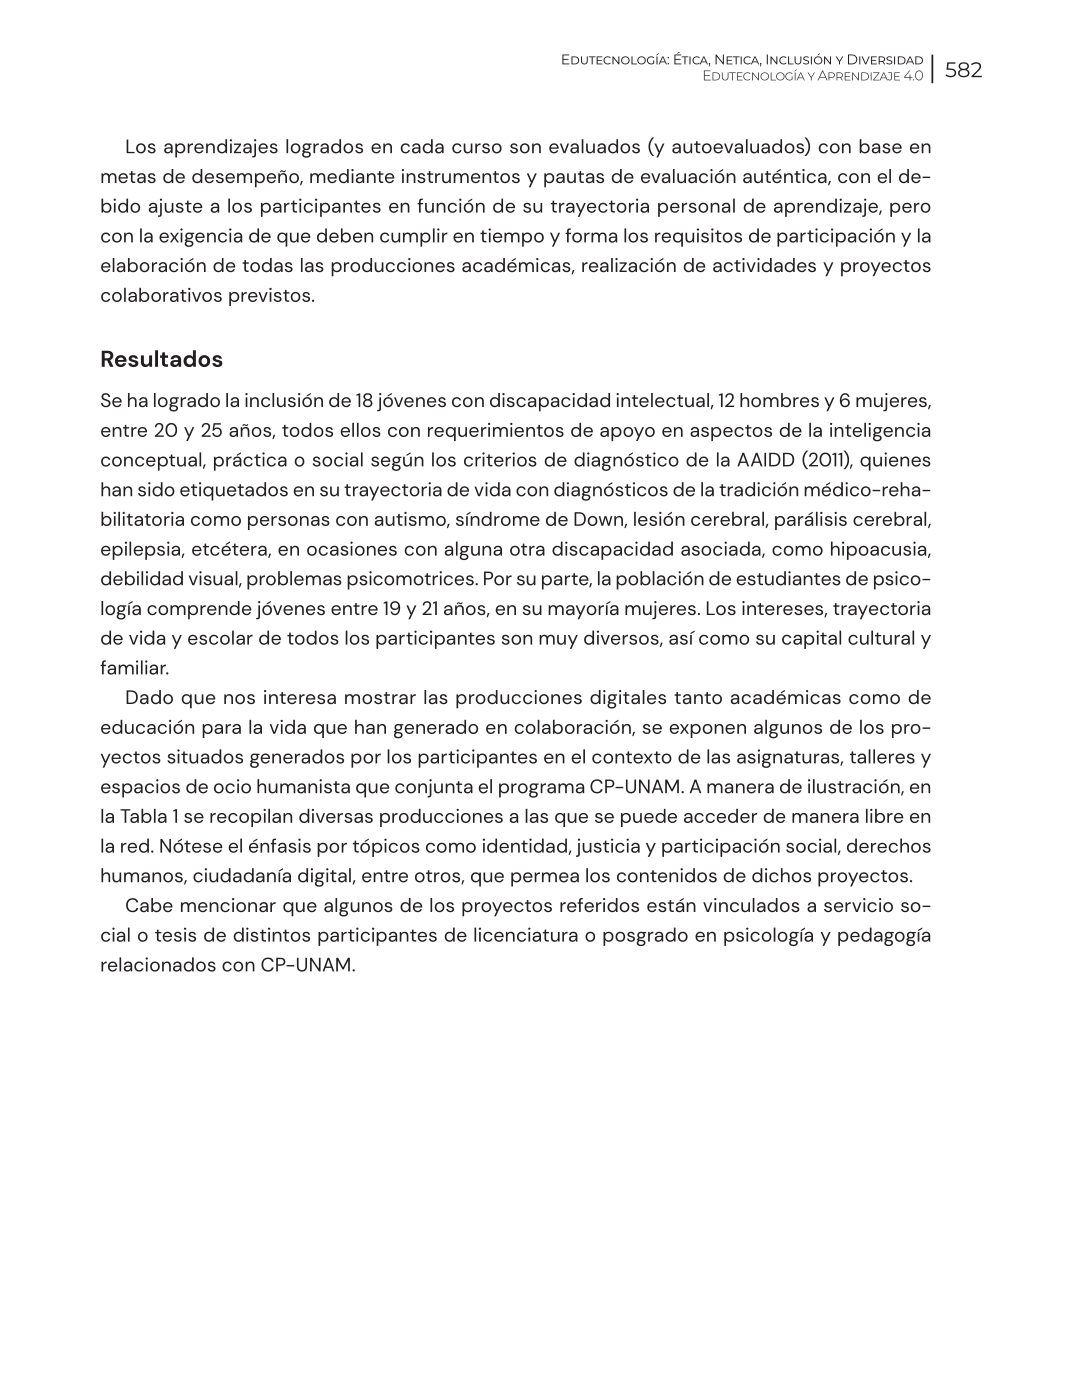 Edutecnología: Ética, Netica, Inclusión y Diversidad
Edutecnología y Aprendizaje 4.0
582
Los aprendizajes logrados en cada curso son evaluados (y autoevaluados) con base en
metas de desempeño, mediante instrumentos y pautas de evaluación auténtica, con el de-
bido ajuste a los participantes en función de su trayectoria personal de aprendizaje, pero
con la exigencia de que deben cumplir en tiempo y forma los requisitos de participación y la
elaboración de todas las producciones académicas, realización de actividades y proyectos
colaborativos previstos.
Resultados
Se ha logrado la inclusión de 18 jóvenes con discapacidad intelectual, 12 hombres y 6 mujeres,
entre 20 y 25 años, todos ellos con requerimientos de apoyo en aspectos de la inteligencia
conceptual, práctica o social según los criterios de diagnóstico de la AAIDD (2011), quienes
han sido etiquetados en su trayectoria de vida con diagnósticos de la tradición médico-reha-
bilitatoria como personas con autismo, síndrome de Down, lesión cerebral, parálisis cerebral,
epilepsia, etcétera, en ocasiones con alguna otra discapacidad asociada, como hipoacusia,
debilidad visual, problemas psicomotrices. Por su parte, la población de estudiantes de psico-
logía comprende jóvenes entre 19 y 21 años, en su mayoría mujeres. Los intereses, trayectoria
de vida y escolar de todos los participantes son muy diversos, así como su capital cultural y
familiar.
Dado que nos interesa mostrar las producciones digitales tanto académicas como de
educación para la vida que han generado en colaboración, se exponen algunos de los pro-
yectos situados generados por los participantes en el contexto de las asignaturas, talleres y
espacios de ocio humanista que conjunta el programa CP-UNAM. A manera de ilustración, en
la Tabla 1 se recopilan diversas producciones a las que se puede acceder de manera libre en
la red. Nótese el énfasis por tópicos como identidad, justicia y participación social, derechos
humanos, ciudadanía digital, entre otros, que permea los contenidos de dichos proyectos.
Cabe mencionar que algunos de los proyectos referidos están vinculados a servicio so-
cial o tesis de distintos participantes de licenciatura o posgrado en psicología y pedagogía
relacionados con CP-UNAM.